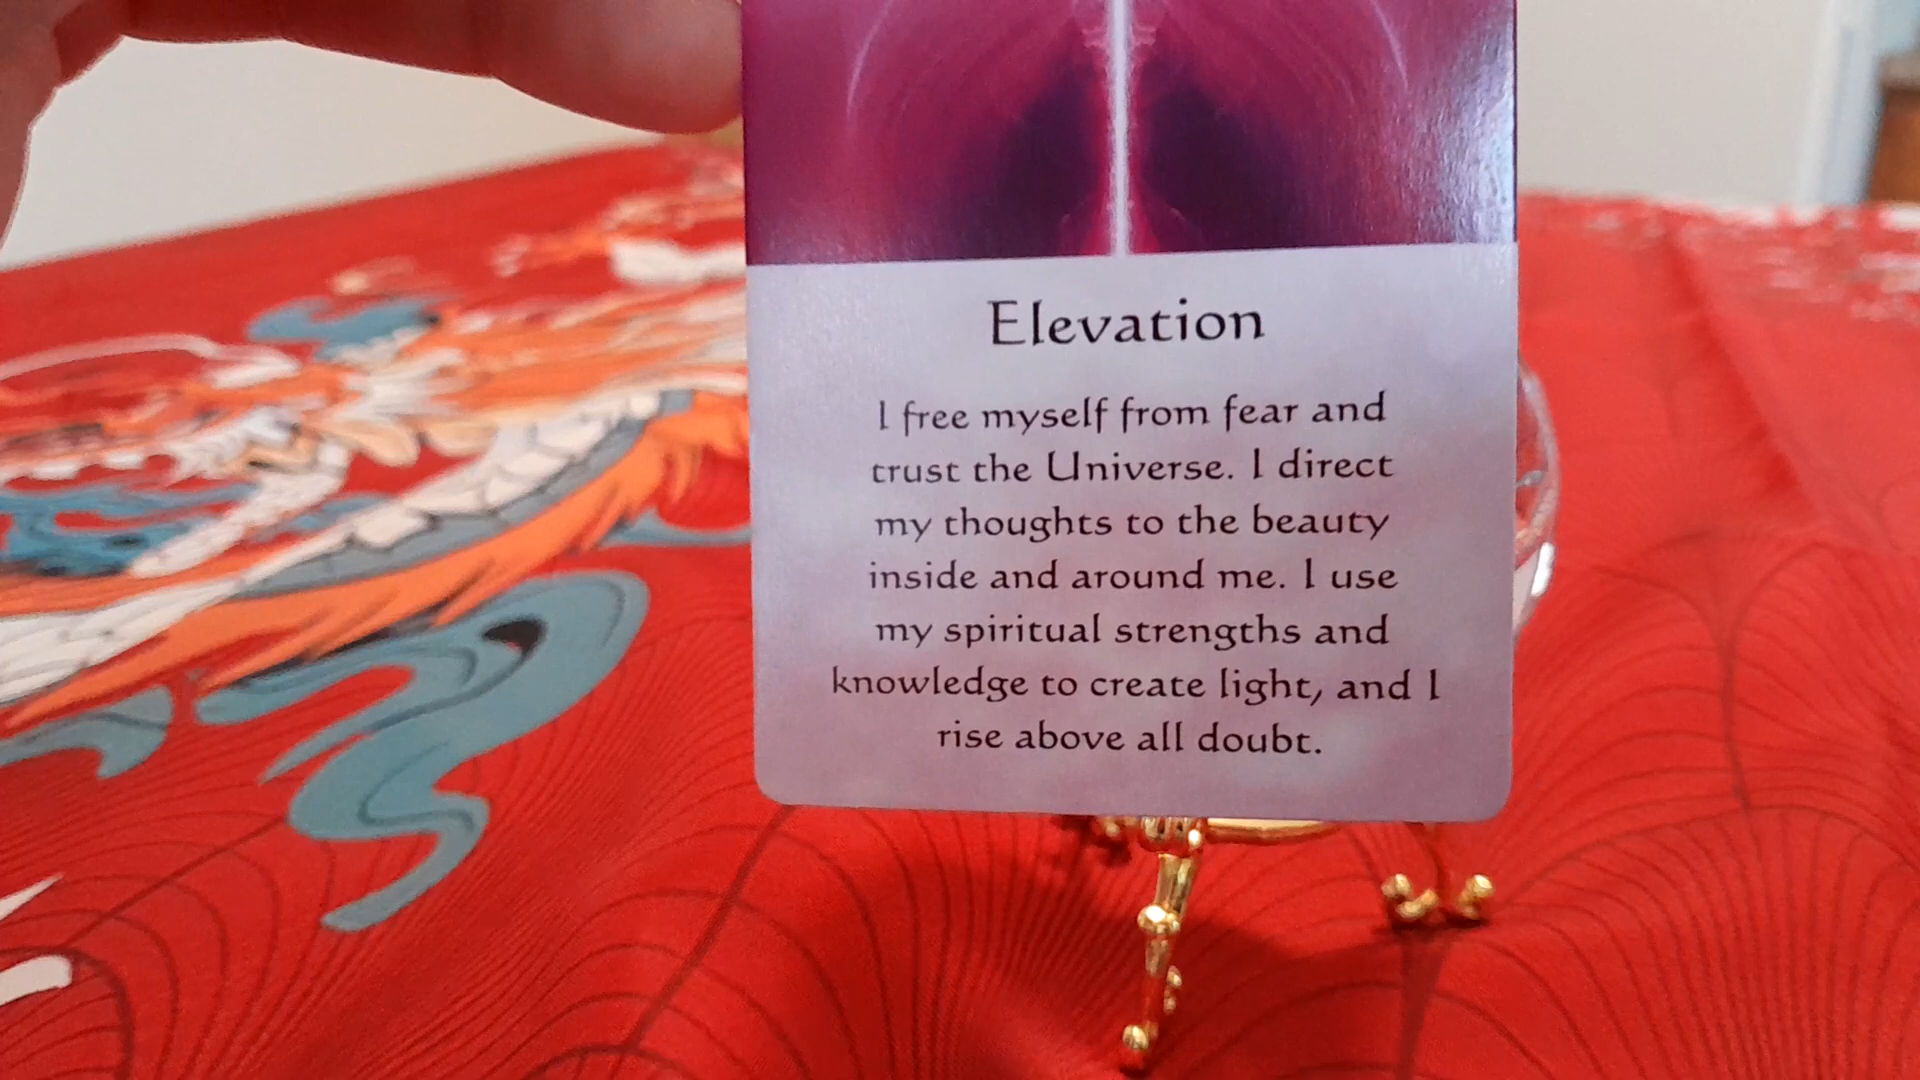 Elevation
I free myself from fear and
trust the Universe. I direct
my thoughts to the beauty
inside and around me. I use
my spiritual strengths and
knowledge to create light, and I
rise above all doubt.